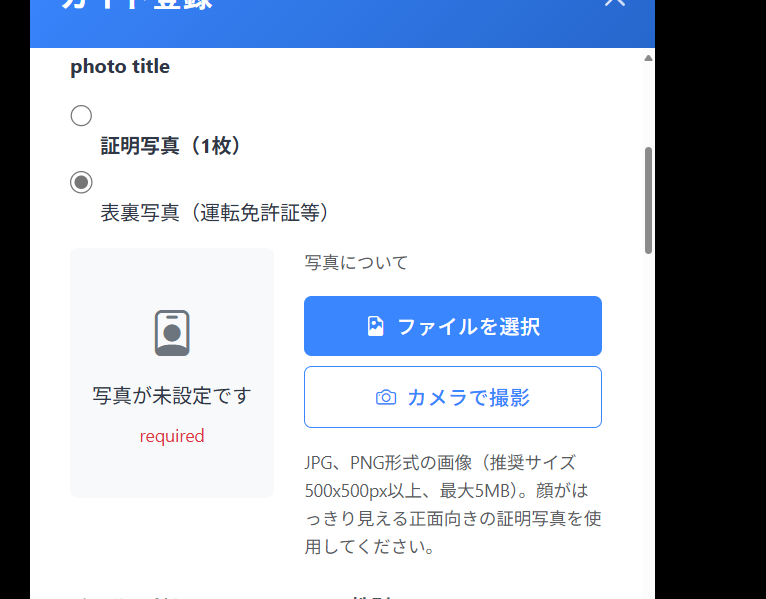 ガイド登録
photo title
証明写真（1枚）
表裏写真（運転免許証等）
写真について
ファイルを選択
カメラで撮影
写真が未設定です
required
JPG、PNG形式の画像（推奨サイズ
500x500px以上、最大5MB）。顔がは
っきり見える正面向きの証明写真を使
用してください。